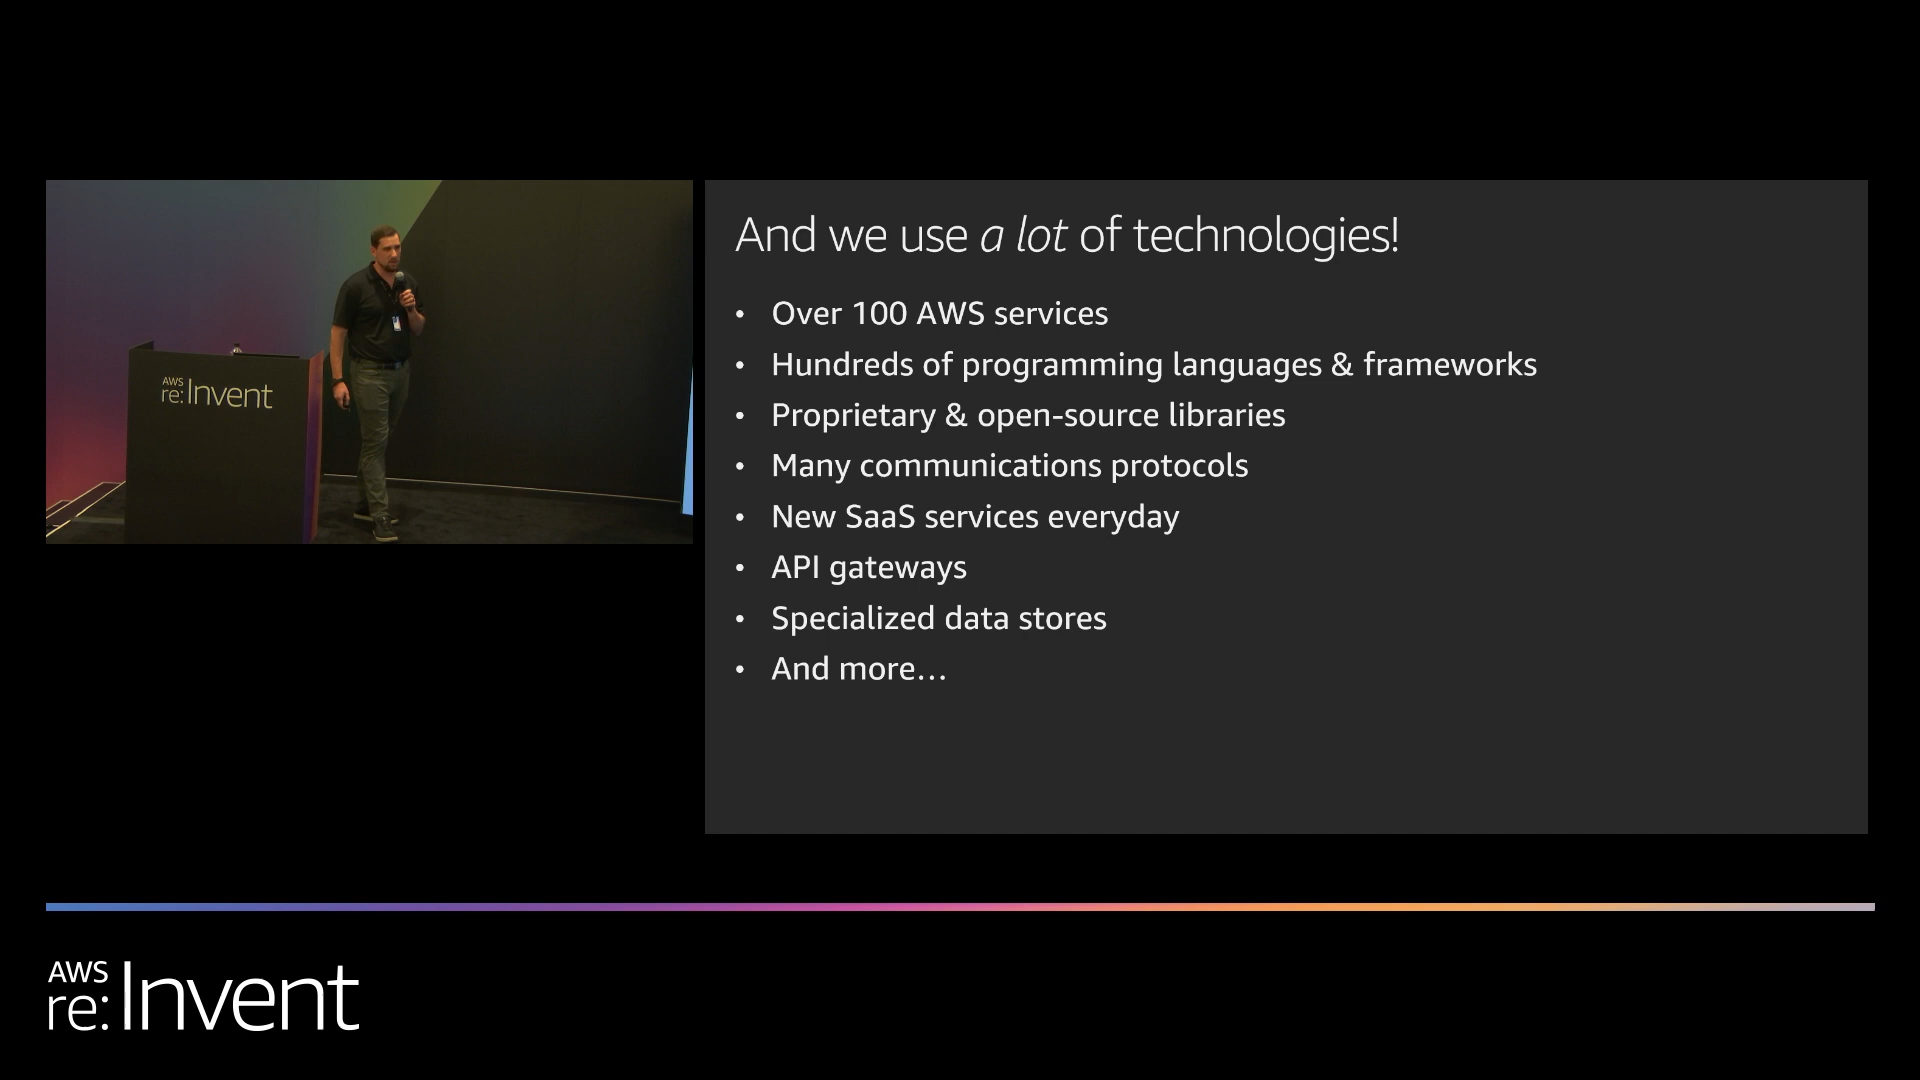 AWS
re:Invent
And we use a lot of technologies!
• Over 100 AWS services
• Hundreds of programming languages & frameworks
• Proprietary & open-source libraries
• Many communications protocols
• New SaaS services everyday
• API gateways
• Specialized data stores
• And more…
AWS
re:Invent